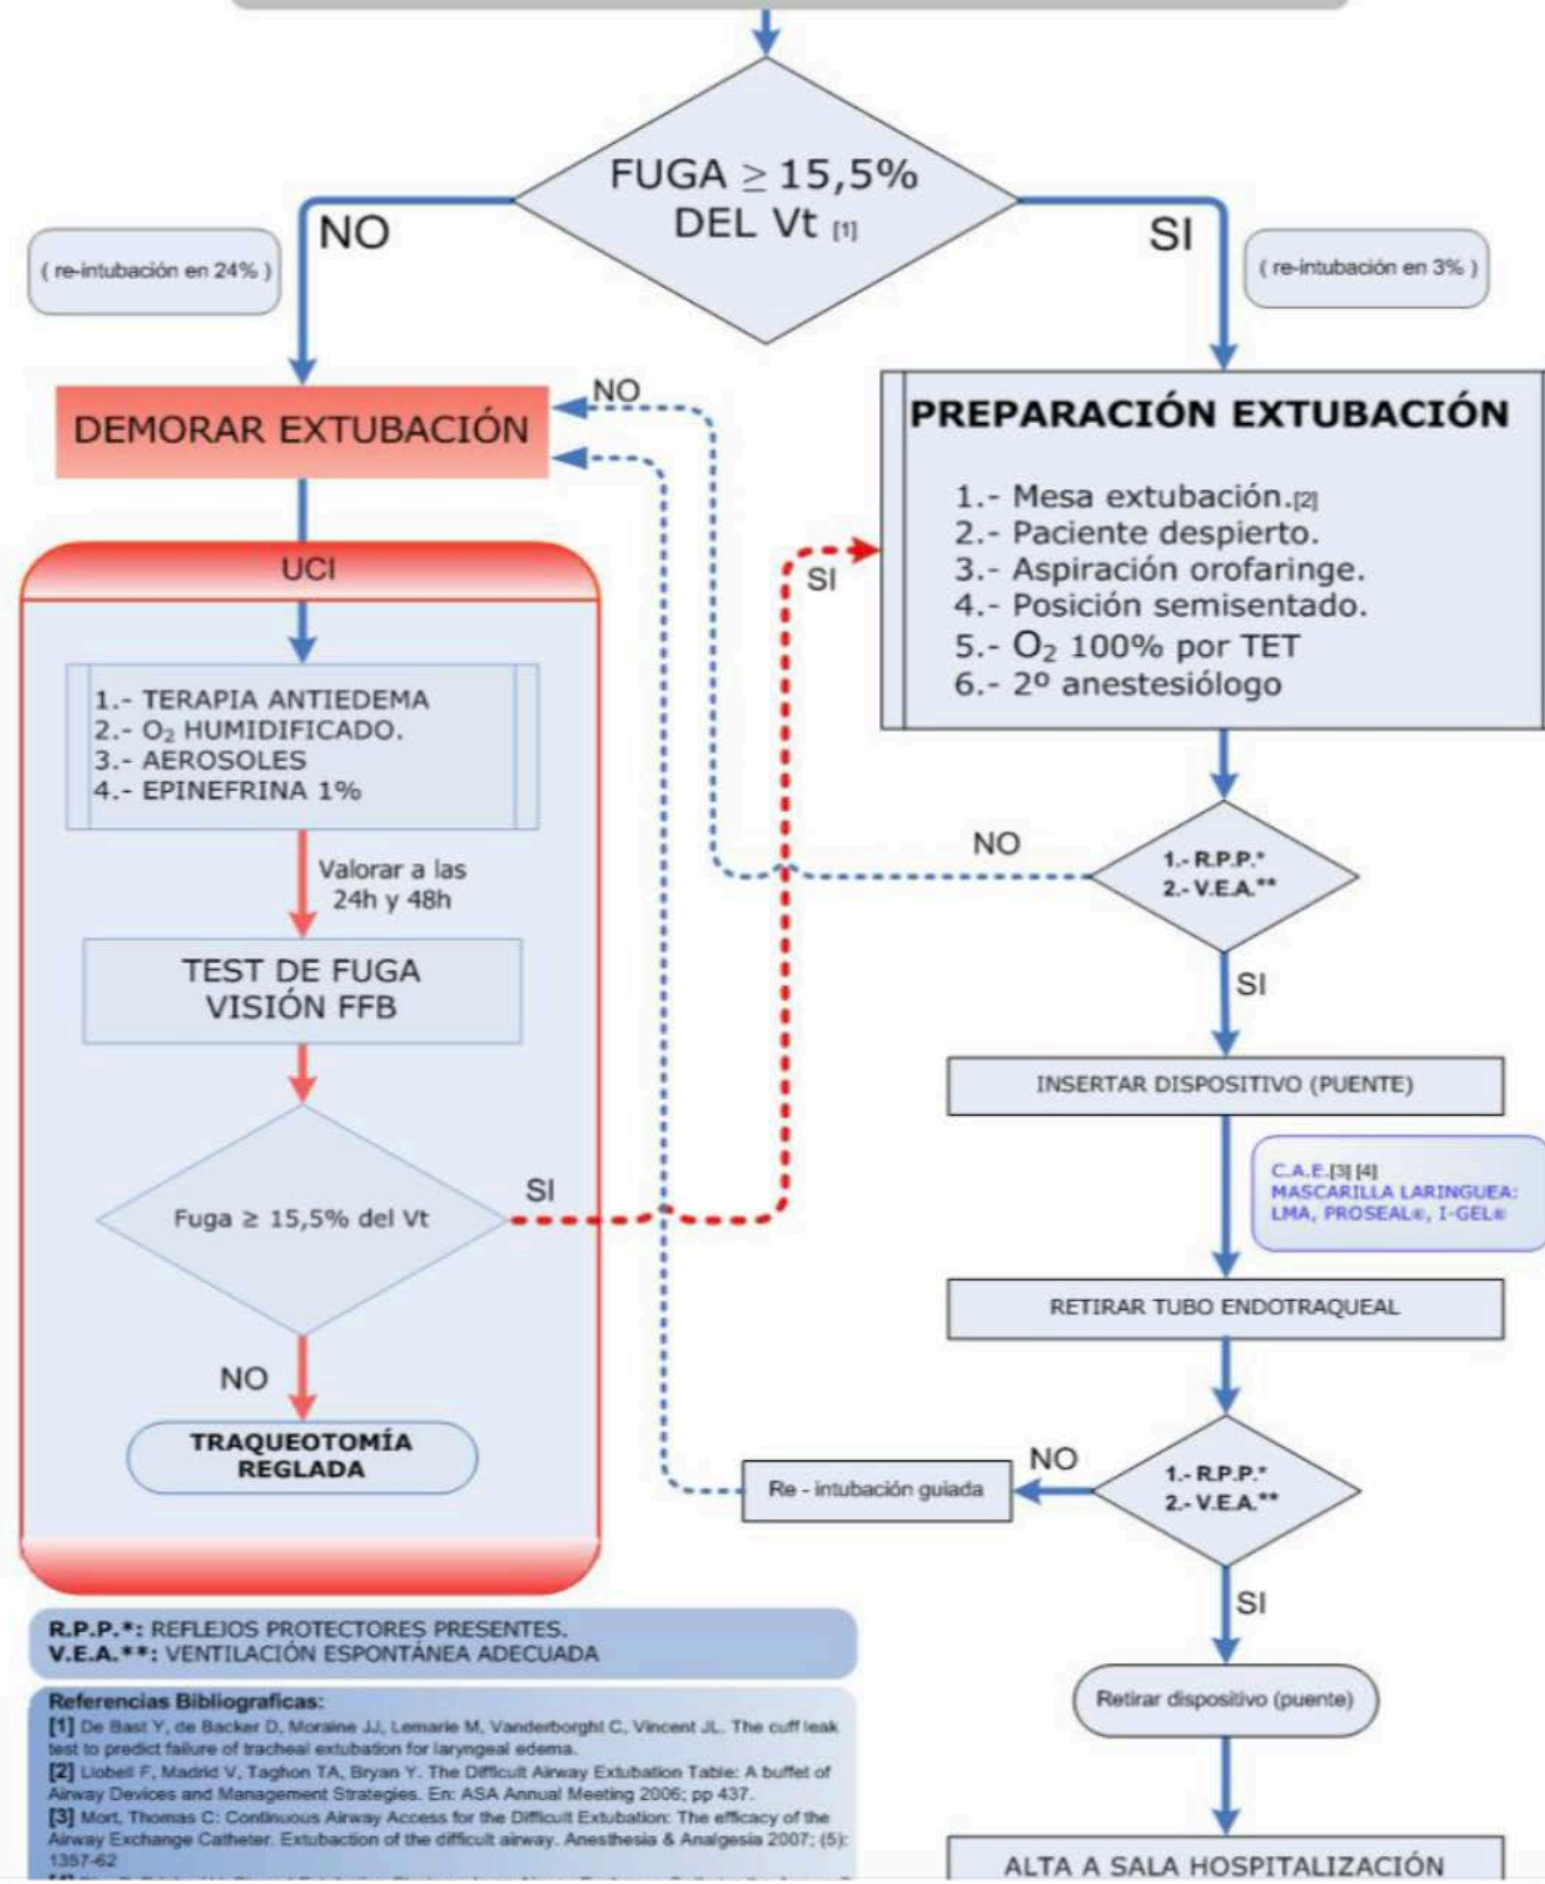 FUGA ≥ 15,5%
DEL Vt [1]
NO
SI
( re-intubación en 24% )
( re-intubación en 3% )
DEMORAR EXTUBACIÓN
NO
PREPARACIÓN EXTUBACIÓN
1.- Mesa extubación.[2]
2.- Paciente despierto.
3.- Aspiración orofaringe.
4.- Posición semisentado.
5.- O₂ 100% por TET
6.- 2º anestesiólogo
UCI
SI
1.- TERAPIA ANTIEDEMA
2.- O₂ HUMIDIFICADO.
3.- AEROSOLES
4.- EPINEFRINA 1%
Valorar a las
24h y 48h
NO
1.- R.P.P.*
2.- V.E.A.**
TEST DE FUGA
VISIÓN FFB
SI
INSERTAR DISPOSITIVO (PUENTE)
C.A.E.[3] [4]
MASCARILLA LARINGUEA:
LMA, PROSEAL®, I-GEL®
Fuga ≥ 15,5% del Vt
SI
RETIRAR TUBO ENDOTRAQUEAL
NO
TRAQUEOTOMÍA
REGLADA
Re - intubación guiada
NO
1.- R.P.P.*
2.- V.E.A.**
SI
Retirar dispositivo (puente)
ALTA A SALA HOSPITALIZACIÓN
R.P.P.*: REFLEJOS PROTECTORES PRESENTES.
V.E.A.**: VENTILACIÓN ESPONTÁNEA ADECUADA
Referencias Bibliograficas:
[1] De Bast Y, de Backer D, Moraine JJ, Lemarie M, Vanderborght C, Vincent JL. The cuff leak
test to predict failure of tracheal extubation for laryngeal edema.
[2] Llobell F, Madrid V, Taghon TA, Bryan Y. The Difficult Airway Extubation Table: A buffet of
Airway Devices and Management Strategies. En: ASA Annual Meeting 2006; pp 437.
[3] Mort, Thomas C: Continuous Airway Access for the Difficult Extubation: The efficacy of the
Airway Exchange Catheter. Extubaction of the difficult airway. Anesthesia & Analgesia 2007; (5):
1357-62